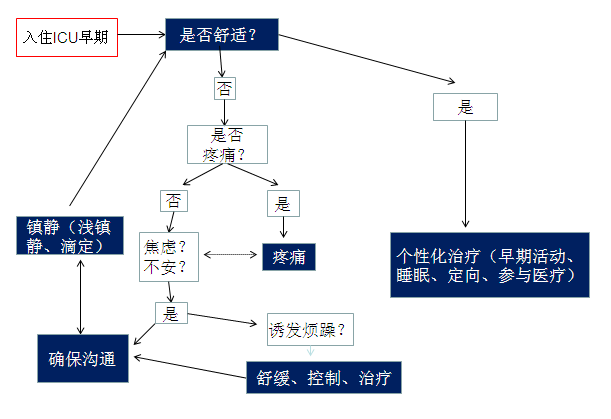 入住ICU早期
是否舒适？
否
是
是否
疼痛？
否
是
镇静（浅镇
静、滴定）
焦虑？
不安？
疼痛
个性化治疗（早期活动、
睡眠、定向、参与医疗）
是
诱发烦躁？
确保沟通
舒缓、控制、治疗